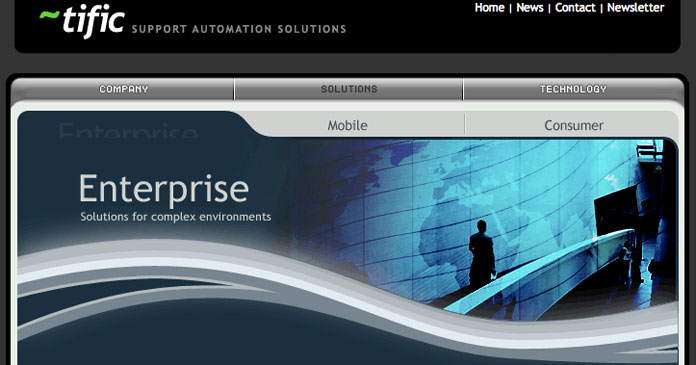 ~tific SUPPORT AUTOMATION SOLUTIONS
Home | News | Contact | Newsletter
COMPANY SOLUTIONS TECHNOLOGY
Enterprise Mobile Consumer
Enterprise
Solutions for complex environments